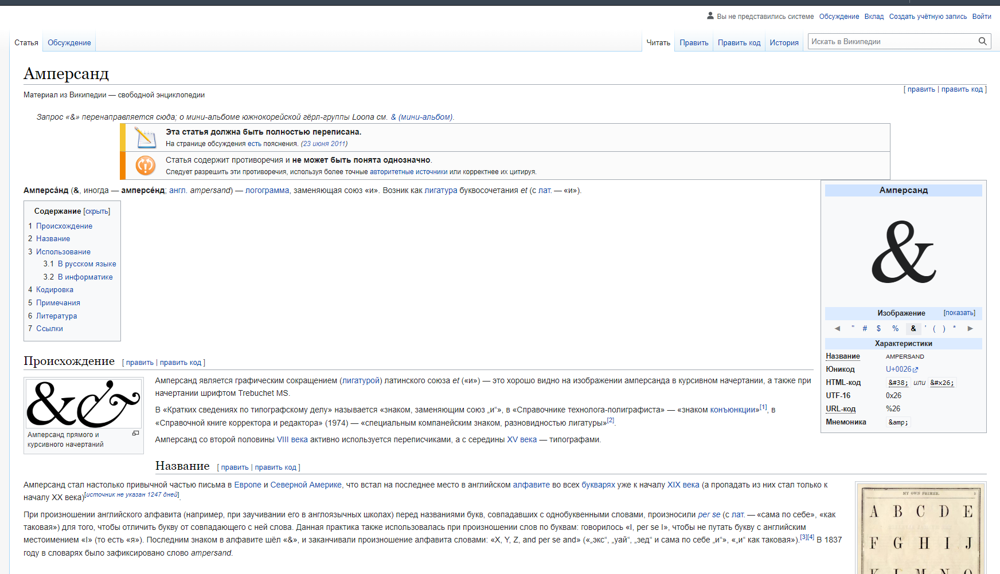 Вы не представились системе Обсуждение Вклад Создать учётную запись Войти
Статья Обсуждение Читать Править Править код История Искать в Википедии
Амперсанд
[ править | править код ]
Материал из Википедии — свободной энциклопедии
Запрос «&» перенаправляется сюда; о мини-альбоме южнокорейской гёрл-группы Loona см. & (мини-альбом).
Эта статья должна быть полностью переписана.
На странице обсуждения есть пояснения. (23 июня 2011)
Статья содержит противоречия и не может быть понята однозначно.
Следует разрешить эти противоречия, используя более точные авторитетные источники или корректнее их цитируя.
Амперса́нд (&, иногда — амперсе́нд; англ. ampersand) — логограмма, заменяющая союз «и». Возник как лигатура буквосочетания et (с лат. — «и»).
Содержание [скрыть]
1 Происхождение
2 Название
3 Использование
3.1 В русском языке
3.2 В информатике
4 Кодировка
5 Примечания
6 Литература
7 Ссылки
Амперсанд
&
Изображение [показать]
◄ " # $ % & ' ( ) * ►
Характеристики
Название AMPERSAND
Юникод U+0026
HTML-код &#38; или &#x26;
UTF-16 0x26
URL-код %26
Мнемоника &amp;
Происхождение [ править | править код ]
&&
Амперсанд прямого и
курсивного начертаний
Амперсанд является графическим сокращением (лигатурой) латинского союза et («и») — это хорошо видно на изображении амперсанда в курсивном начертании, а также при
начертании шрифтом Trebuchet MS.
В «Кратких сведениях по типографскому делу» называется «знаком, заменяющим союз „и“», в «Справочнике технолога-полиграфиста» — «знаком конъюнкции»[1], в
«Справочной книге корректора и редактора» (1974) — «специальным компанейским знаком, разновидностью лигатуры»[2].
Амперсанд со второй половины VIII века активно используется переписчиками, а с середины XV века — типографами.
Название [ править | править код ]
Амперсанд стал настолько привычной частью письма в Европе и Северной Америке, что встал на последнее место в английском алфавите во всех букварях уже к началу XIX века (а пропадать из них стал только к
началу XX века)[источник не указан 1247 дней].
При произношении английского алфавита (например, при заучивании его в англоязычных школах) перед названиями букв, совпадавших с однобуквенными словами, произносили per se (с лат. — «сама по себе», «как
таковая») для того, чтобы отличить букву от совпадающего с ней слова. Данная практика также использовалась при произношении слов по буквам: говорилось «I, per se I», чтобы не путать букву с английским
местоимением «I» (то есть «я»). Последним знаком в алфавите шёл «&», и заканчивали произношение алфавита словами: «X, Y, Z, and per se and» («„экс“, „уай“, „зед“ и сама по себе „и“», «„и“ как таковая»).[3][4] В 1837
году в словарях было зафиксировано слово ampersand.
MY OWN PRIMER.
A B C D E
F G H I J
K L M N O